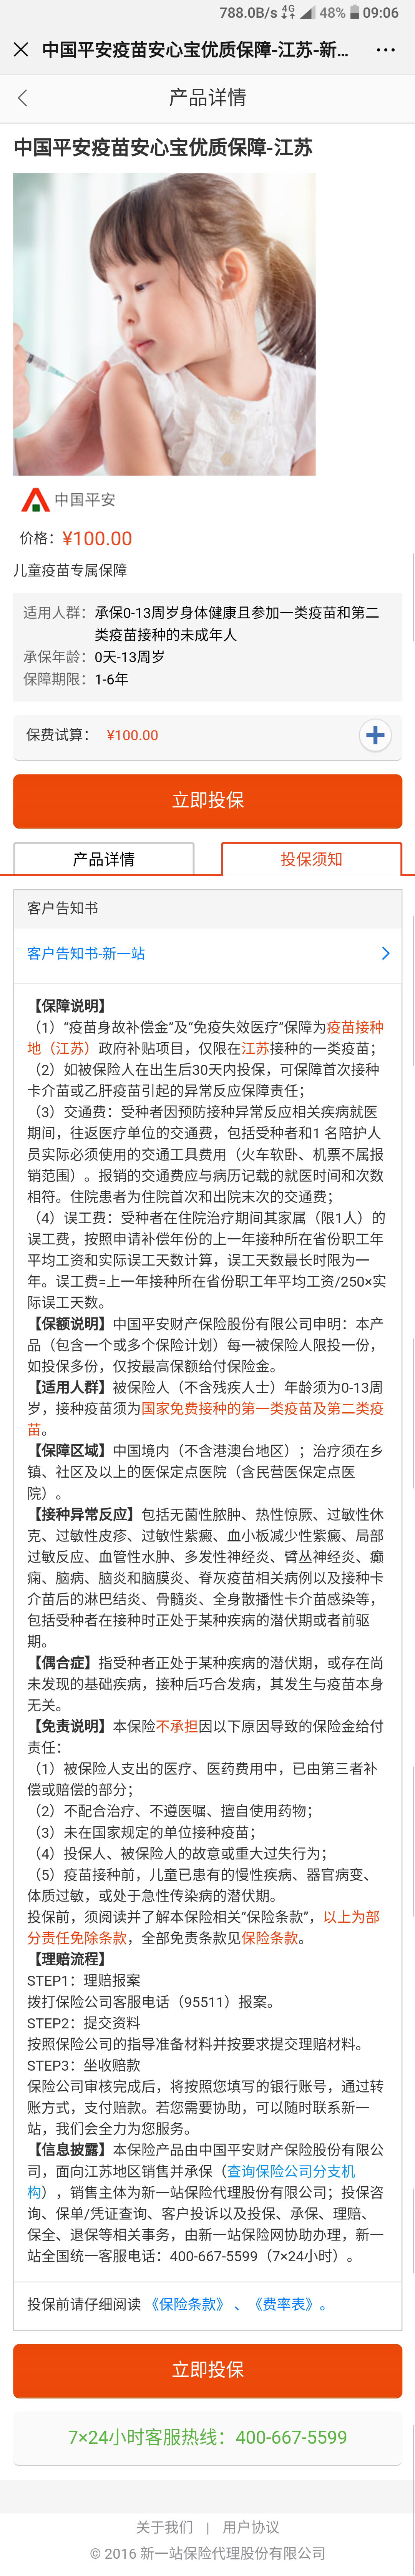 788.0B/s 4G 48% 09:06
中国平安疫苗安心宝优质保障-江苏-新...
产品详情
中国平安疫苗安心宝优质保障-江苏
中国平安
价格：¥100.00
儿童疫苗专属保障
适用人群：承保0-13周岁身体健康且参加一类疫苗和第二
类疫苗接种的未成年人
承保年龄：0天-13周岁
保障期限：1-6年
保费试算： ¥100.00
立即投保
产品详情 投保须知
客户告知书
客户告知书-新一站
【保障说明】
（1）“疫苗身故补偿金”及“免疫失效医疗”保障为疫苗接种
地（江苏）政府补贴项目，仅限在江苏接种的一类疫苗；
（2）如被保险人在出生后30天内投保，可保障首次接种
卡介苗或乙肝疫苗引起的异常反应保障责任；
（3）交通费：受种者因预防接种异常反应相关疾病就医
期间，往返医疗单位的交通费，包括受种者和1 名陪护人
员实际必须使用的交通工具费用（火车软卧、机票不属报
销范围）。报销的交通费应与病历记载的就医时间和次数
相符。住院患者为住院首次和出院末次的交通费；
（4）误工费：受种者在住院治疗期间其家属（限1人）的
误工费，按照申请补偿年份的上一年接种所在省份职工年
平均工资和实际误工天数计算，误工天数最长时限为一
年。误工费=上一年接种所在省份职工年平均工资/250×实
际误工天数。
【保额说明】中国平安财产保险股份有限公司申明：本产
品（包含一个或多个保险计划）每一被保险人限投一份，
如投保多份，仅按最高保额给付保险金。
【适用人群】被保险人（不含残疾人士）年龄须为0-13周
岁，接种疫苗须为国家免费接种的第一类疫苗及第二类疫
苗。
【保障区域】中国境内（不含港澳台地区）；治疗须在乡
镇、社区及以上的医保定点医院（含民营医保定点医
院）。
【接种异常反应】包括无菌性脓肿、热性惊厥、过敏性休
克、过敏性皮疹、过敏性紫癜、血小板减少性紫癜、局部
过敏反应、血管性水肿、多发性神经炎、臂丛神经炎、癫
痫、脑病、脑炎和脑膜炎、脊灰疫苗相关病例以及接种卡
介苗后的淋巴结炎、骨髓炎、全身散播性卡介苗感染等，
包括受种者在接种时正处于某种疾病的潜伏期或者前驱
期。
【偶合症】指受种者正处于某种疾病的潜伏期，或存在尚
未发现的基础疾病，接种后巧合发病，其发生与疫苗本身
无关。
【免责说明】本保险不承担因以下原因导致的保险金给付
责任：
（1）被保险人支出的医疗、医药费用中，已由第三者补
偿或赔偿的部分；
（2）不配合治疗、不遵医嘱、擅自使用药物；
（3）未在国家规定的单位接种疫苗；
（4）投保人、被保险人的故意或重大过失行为；
（5）疫苗接种前，儿童已患有的慢性疾病、器官病变、
体质过敏，或处于急性传染病的潜伏期。
投保前，须阅读并了解本保险相关“保险条款”，以上为部
分责任免除条款，全部免责条款见保险条款。
【理赔流程】
STEP1：理赔报案
拨打保险公司客服电话（95511）报案。
STEP2：提交资料
按照保险公司的指导准备材料并按要求提交理赔材料。
STEP3：坐收赔款
保险公司审核完成后，将按照您填写的银行账号，通过转
账方式，支付赔款。若您需要协助，可以随时联系新一
站，我们会全力为您服务。
【信息披露】本保险产品由中国平安财产保险股份有限公
司，面向江苏地区销售并承保（查询保险公司分支机
构），销售主体为新一站保险代理股份有限公司；投保咨
询、保单/凭证查询、客户投诉以及投保、承保、理赔、
保全、退保等相关事务，由新一站保险网协助办理，新一
站全国统一客服电话：400-667-5599（7×24小时）。
投保前请仔细阅读 《保险条款》 、《费率表》。
立即投保
7×24小时客服热线：400-667-5599
关于我们 | 用户协议
© 2016 新一站保险代理股份有限公司